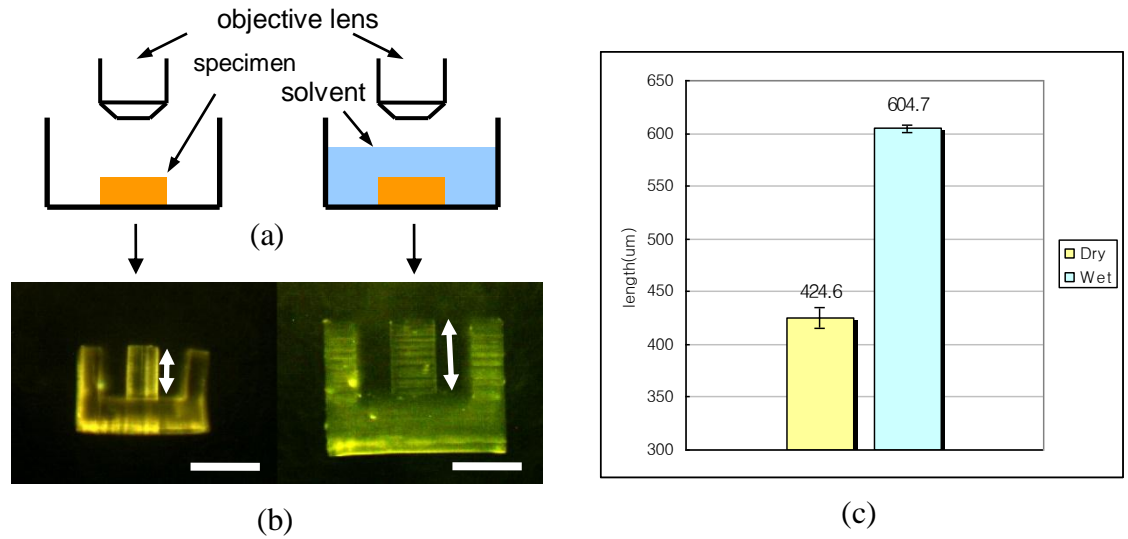 objective lens
specimen
solvent
(a)
(b)
650
600
550
500
450
400
350
300
length(um)
424.6
604.7
Dry
Wet
(c)